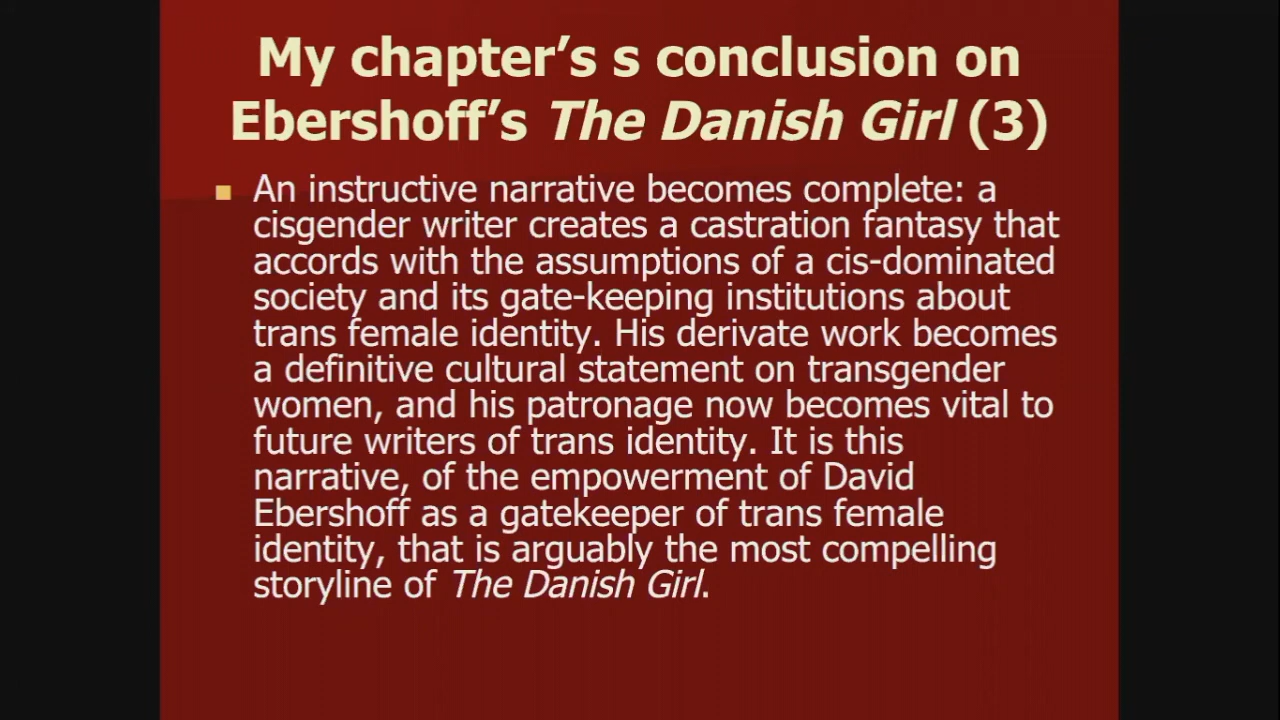 My chapter’s s conclusion on
Ebershoff’s The Danish Girl (3)
An instructive narrative becomes complete: a
cisgender writer creates a castration fantasy that
accords with the assumptions of a cis-dominated
society and its gate-keeping institutions about
trans female identity. His derivate work becomes
a definitive cultural statement on transgender
women, and his patronage now becomes vital to
future writers of trans identity. It is this
narrative, of the empowerment of David
Ebershoff as a gatekeeper of trans female
identity, that is arguably the most compelling
storyline of The Danish Girl.